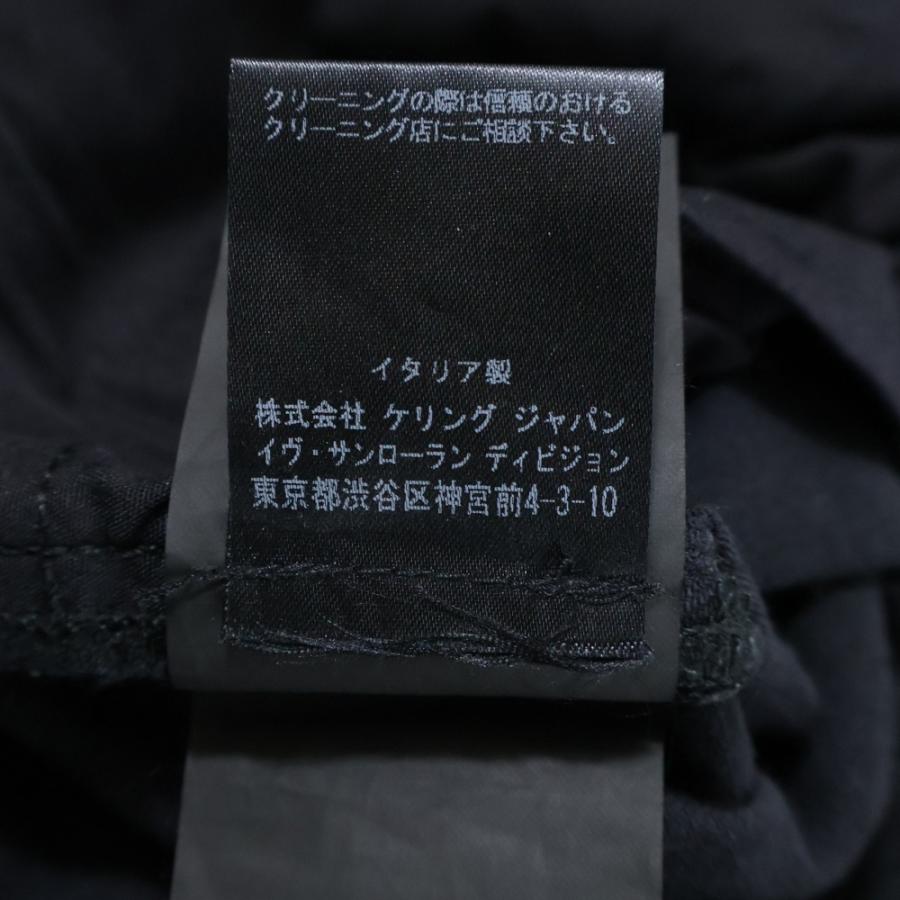 クリーニングの際は信頼のおける
クリーニング店にご相談下さい。
イタリア製
株式会社 ケリング ジャパン
イヴ・サンローラン ディビジョン
東京都渋谷区神宮前4-3-10